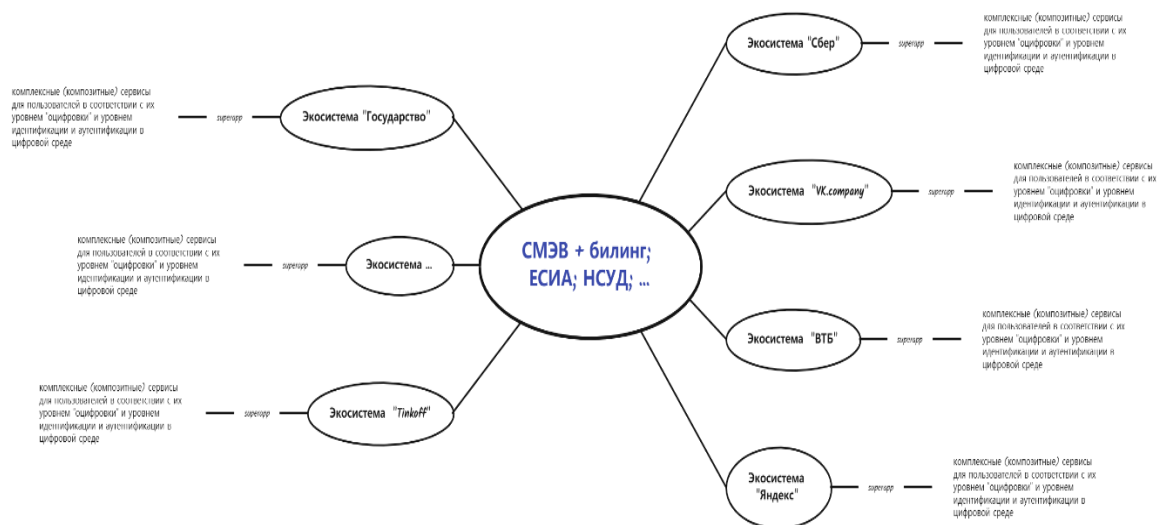 комплексные (композитные) сервисы
для пользователей в соответствии с их
уровнем "оцифровки" и уровнем
идентификации и аутентификации в
цифровой среде
superapp
Экосистема "Государство"
комплексные (композитные) сервисы
для пользователей в соответствии с их
уровнем "оцифровки" и уровнем
идентификации и аутентификации в
цифровой среде
superapp
Экосистема ...
комплексные (композитные) сервисы
для пользователей в соответствии с их
уровнем "оцифровки" и уровнем
идентификации и аутентификации в
цифровой среде
superapp
Экосистема "Tinkoff"
СМЭВ + билинг;
ЕСИА; НСУД; ...
Экосистема "Сбер"
superapp
комплексные (композитные) сервисы
для пользователей в соответствии с их
уровнем "оцифровки" и уровнем
идентификации и аутентификации в
цифровой среде
Экосистема "VK.company"
superapp
комплексные (композитные) сервисы
для пользователей в соответствии с их
уровнем "оцифровки" и уровнем
идентификации и аутентификации в
цифровой среде
Экосистема "ВТБ"
superapp
комплексные (композитные) сервисы
для пользователей в соответствии с их
уровнем "оцифровки" и уровнем
идентификации и аутентификации в
цифровой среде
Экосистема
"Яндекс"
superapp
комплексные (композитные) сервисы
для пользователей в соответствии с их
уровнем "оцифровки" и уровнем
идентификации и аутентификации в
цифровой среде